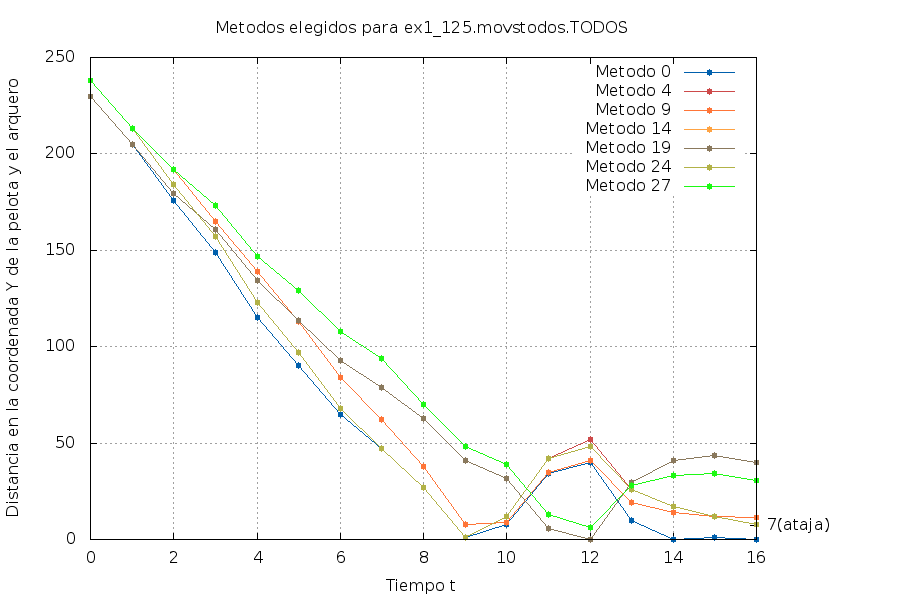 Metodos elegidos para ex1_125.movstodos.TODOS
Distancia en la coordenada Y de la pelota y el arquero
250
200
150
100
50
0
Metodo 0
Metodo 4
Metodo 9
Metodo 14
Metodo 19
Metodo 24
Metodo 27
7(ataja)
0 2 4 6 8 10 12 14 16
Tiempo t